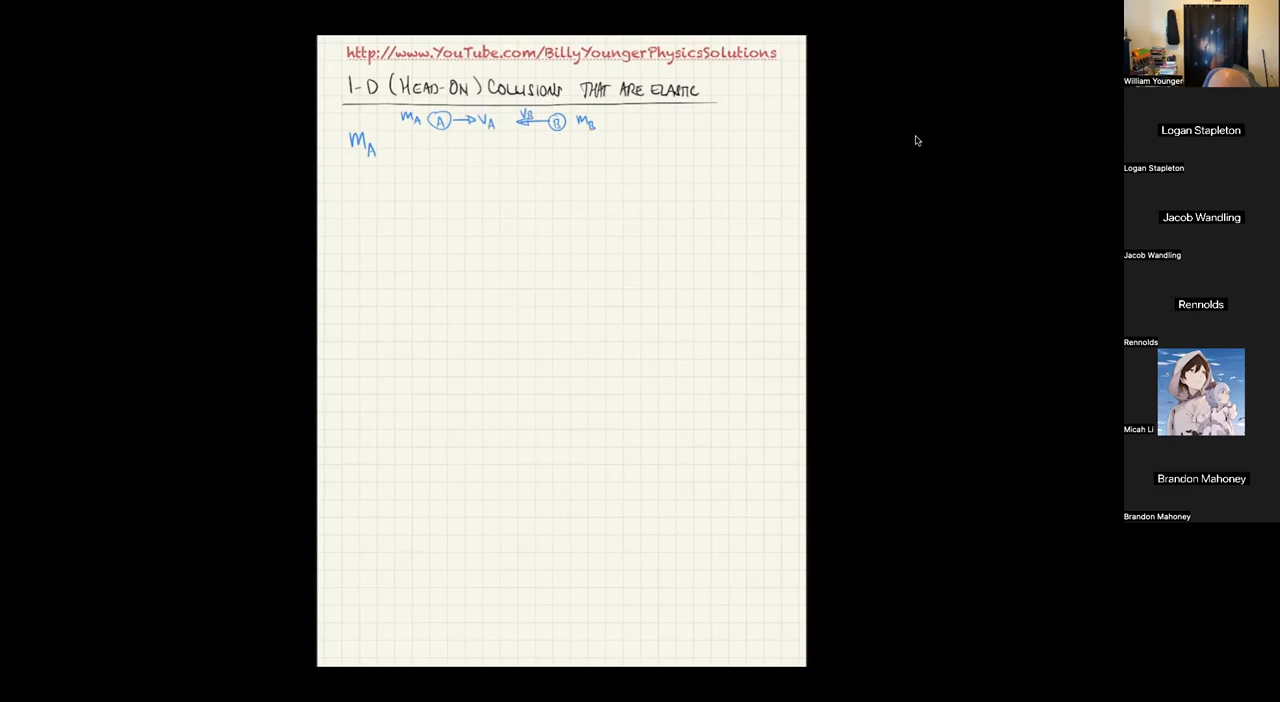 http://www.YouTube.com/BillyYoungerPhysicsSolutions
1-D (HEAD-ON) COLLISIONS THAT ARE ELASTIC
mA A → vA vB ← B mB
mA
William Younger
Logan Stapleton
Logan Stapleton
Jacob Wandling
Jacob Wandling
Rennolds
Rennolds
Micah Li
Brandon Mahoney
Brandon Mahoney